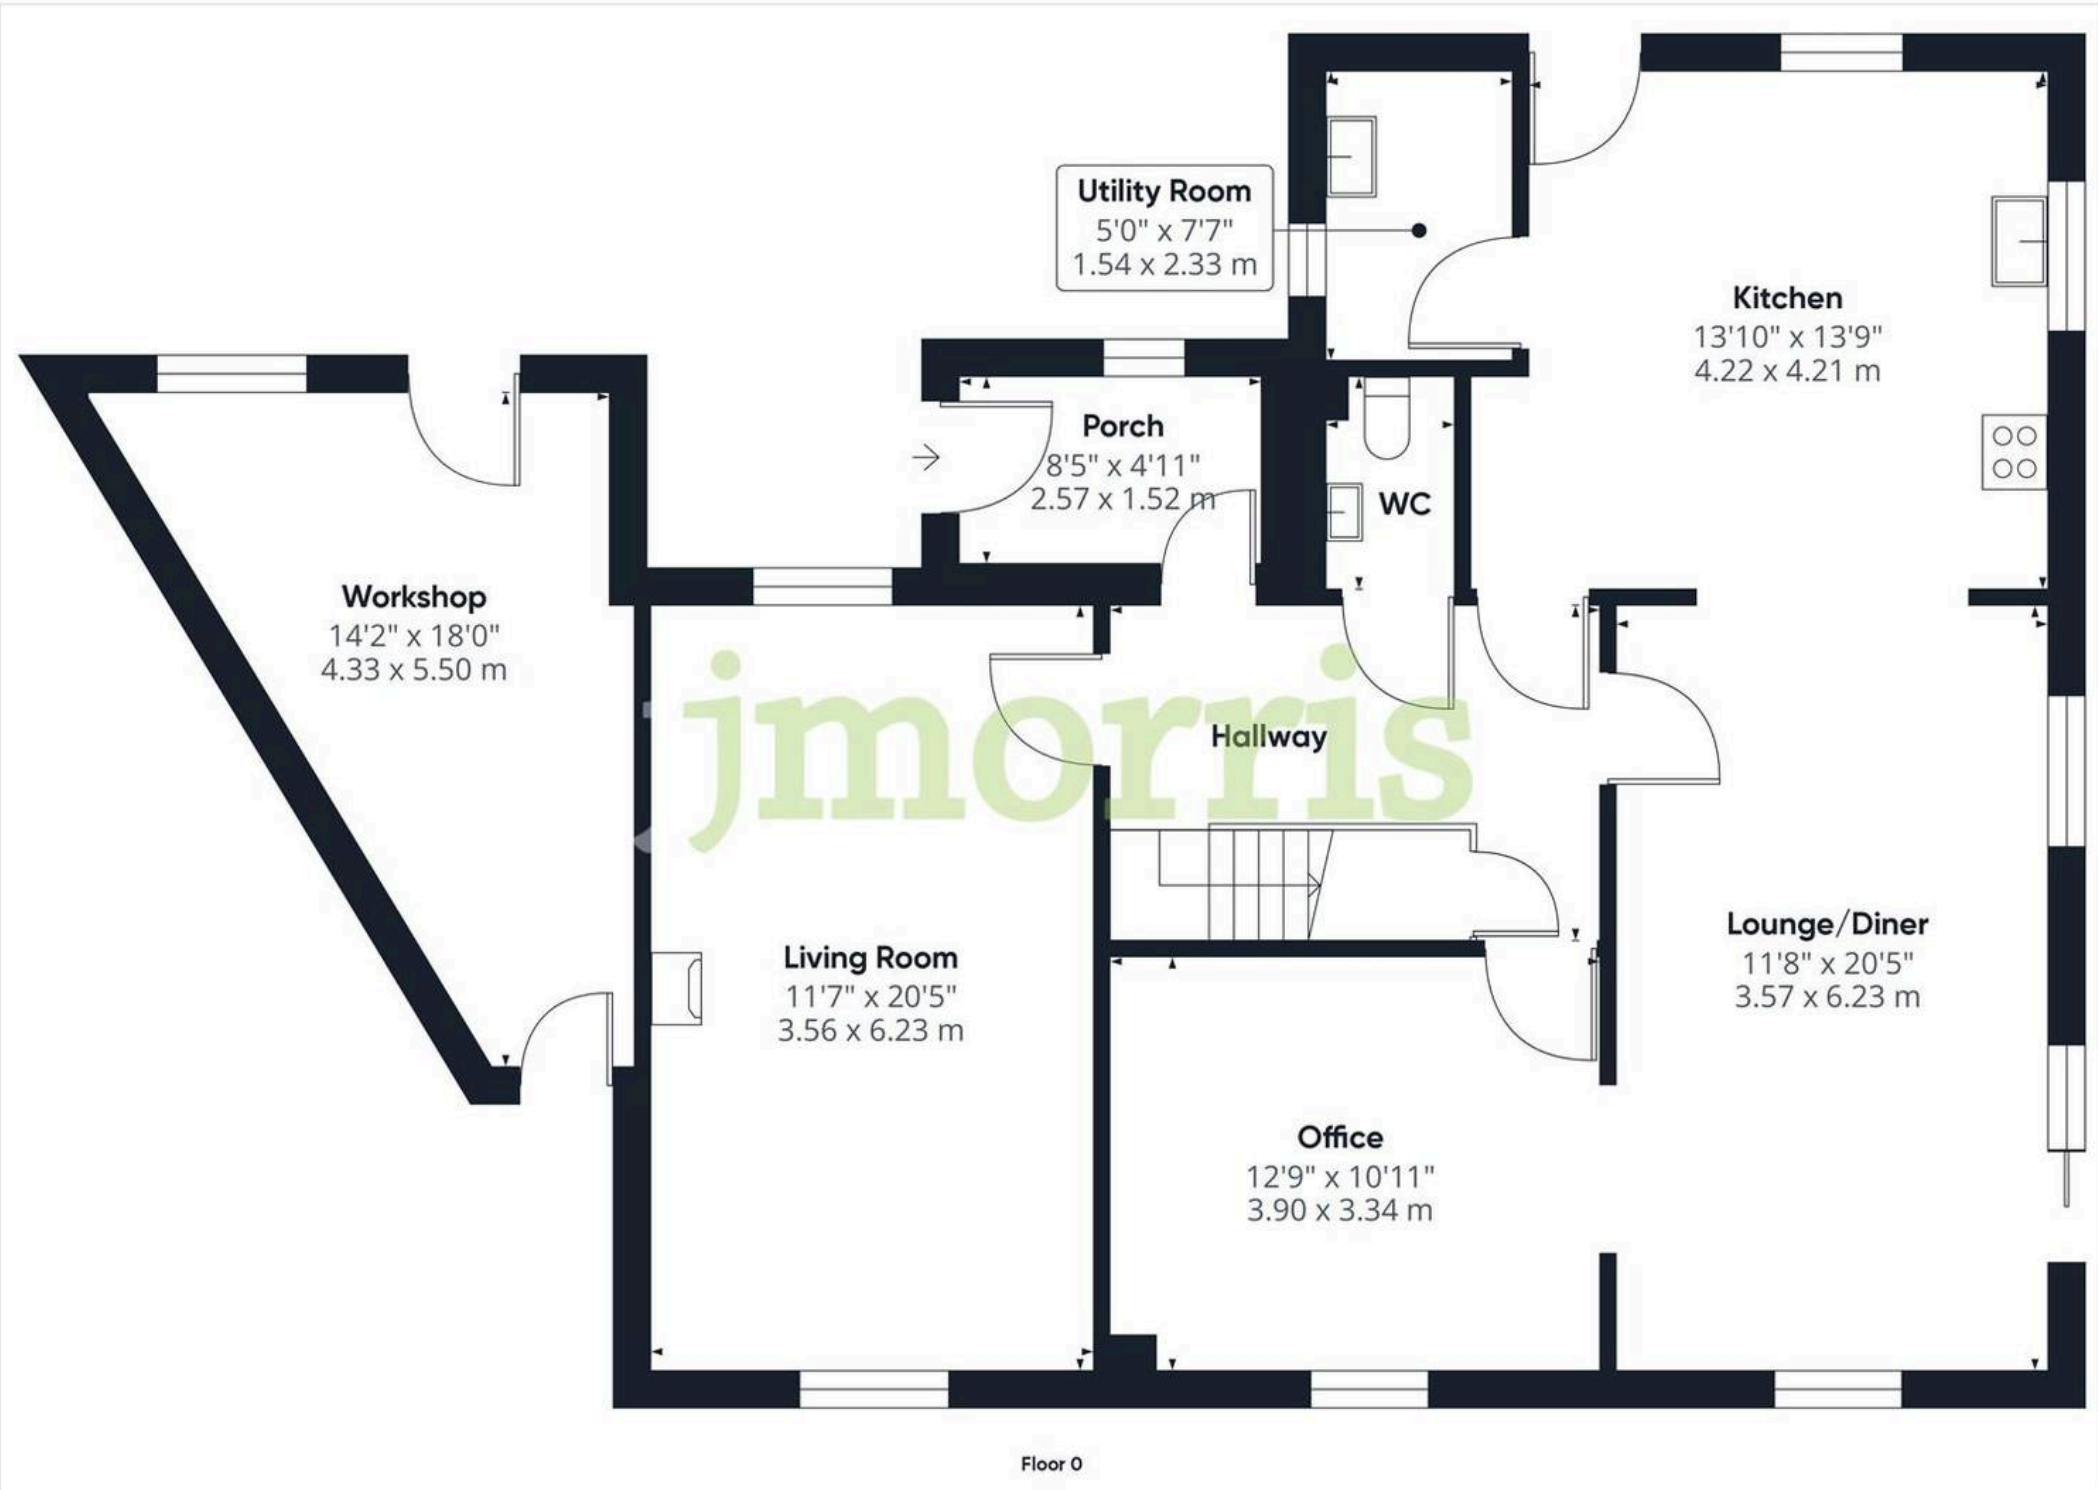 Utility Room
5'0" x 7'7"
1.54 x 2.33 m
Kitchen
13'10" x 13'9"
4.22 x 4.21 m
Porch
8'5" x 4'11"
2.57 x 1.52 m
WC
Workshop
14'2" x 18'0"
4.33 x 5.50 m
jmorris
Hallway
Living Room
11'7" x 20'5"
3.56 x 6.23 m
Lounge/Diner
11'8" x 20'5"
3.57 x 6.23 m
Office
12'9" x 10'11"
3.90 x 3.34 m
Floor 0